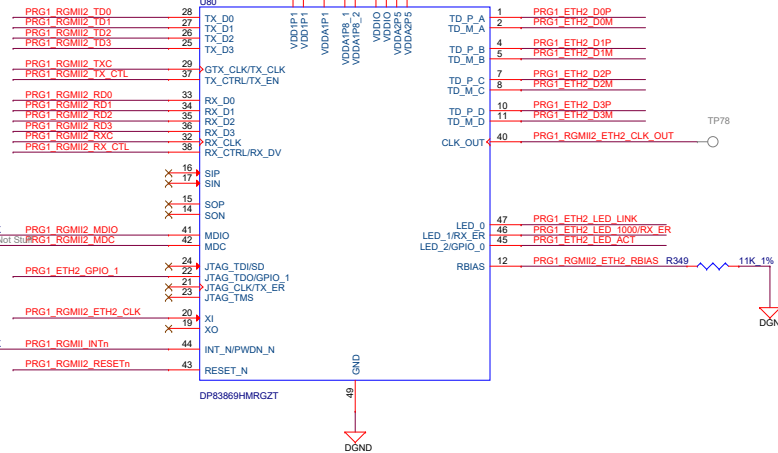 U80
VDD1P1
VDD1P1
VDDA1P1
VDDA1P8_1
VDDA1P8_2
VDDIO
VDDIO
VDDA2P5
VDDA2P5
PRG1_RGMII2_TD0 28 TX_D0 TD_P_A 1 PRG1_ETH2_D0P
PRG1_RGMII2_TD1 27 TX_D1 TD_M_A 2 PRG1_ETH2_D0M
PRG1_RGMII2_TD2 26 TX_D2
PRG1_RGMII2_TD3 25 TX_D3 TD_P_B 4 PRG1_ETH2_D1P
TD_M_B 5 PRG1_ETH2_D1M
PRG1_RGMII2_TXC 29 GTX_CLK/TX_CLK
PRG1_RGMII2_TX_CTL 37 TX_CTRL/TX_EN TD_P_C 7 PRG1_ETH2_D2P
TD_M_C 8 PRG1_ETH2_D2M
PRG1_RGMII2_RD0 33 RX_D0
PRG1_RGMII2_RD1 34 RX_D1 TD_P_D 10 PRG1_ETH2_D3P
PRG1_RGMII2_RD2 35 RX_D2 TD_M_D 11 PRG1_ETH2_D3M
PRG1_RGMII2_RD3 36 RX_D3 TP78
PRG1_RGMII2_RXC 32 RX_CLK CLK_OUT 40 PRG1_RGMII2_ETH2_CLK_OUT
PRG1_RGMII2_RX_CTL 38 RX_CTRL/RX_DV
16 SIP
17 SIN
15 SOP
14 SON
LED_0 47 PRG1_ETH2_LED_LINK
PRG1_RGMII2_MDIO 41 MDIO LED_1/RX_ER 46 PRG1_ETH2_LED_1000/RX_ER
PRG1_RGMII2_MDC 42 MDC LED_2/GPIO_0 45 PRG1_ETH2_LED_ACT
24 JTAG_TDI/SD RBIAS 12 PRG1_RGMII2_ETH2_RBIAS R349 11K_1%
PRG1_ETH2_GPIO_1 22 JTAG_TDO/GPIO_1
21 JTAG_CLK/TX_ER
23 JTAG_TMS
PRG1_RGMII2_ETH2_CLK 20 XI
19 XO DGN
PRG1_RGMII_INTn 44 INT_N/PWDN_N
PRG1_RGMII2_RESETn 43 RESET_N
GND
DP83869HMRGZT 49
DGND